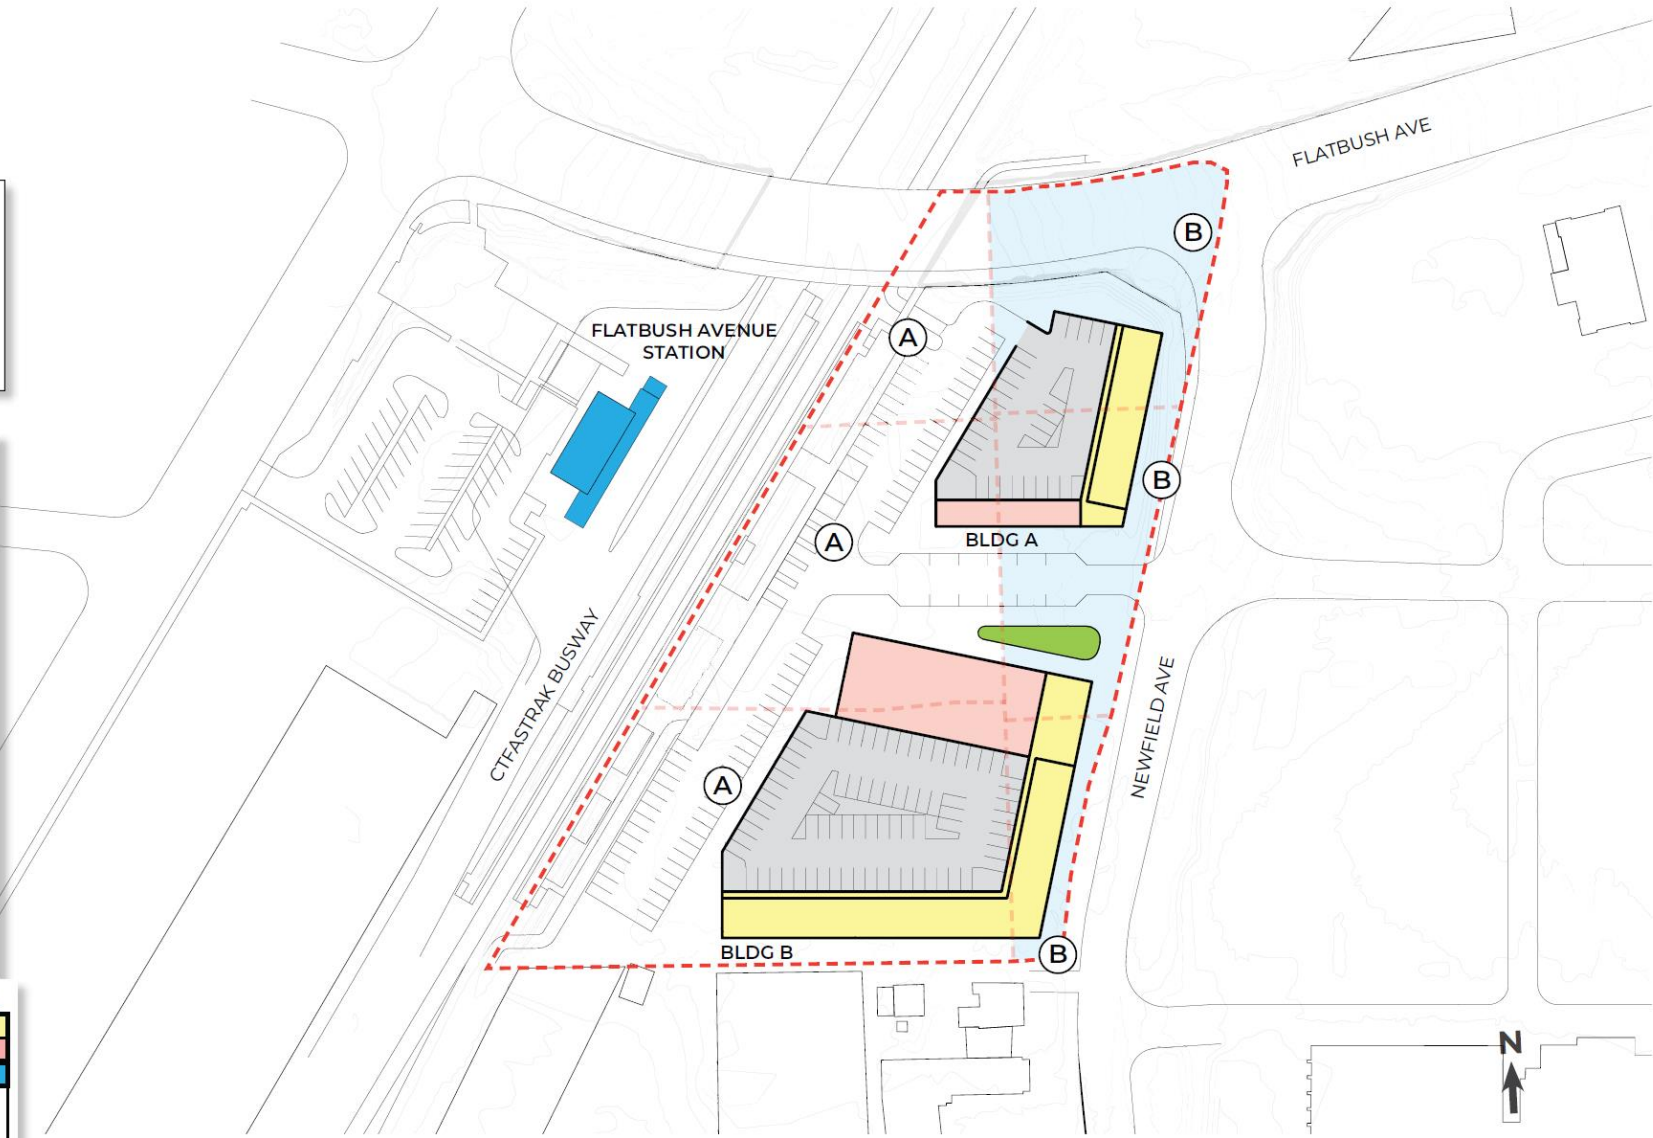 FLATBUSH AVE
B
FLATBUSH AVENUE
STATION
A
B
A
BLDG A
CTFASTRAK BUSWAY
NEWFIELD AVE
A
BLDG B
B
N